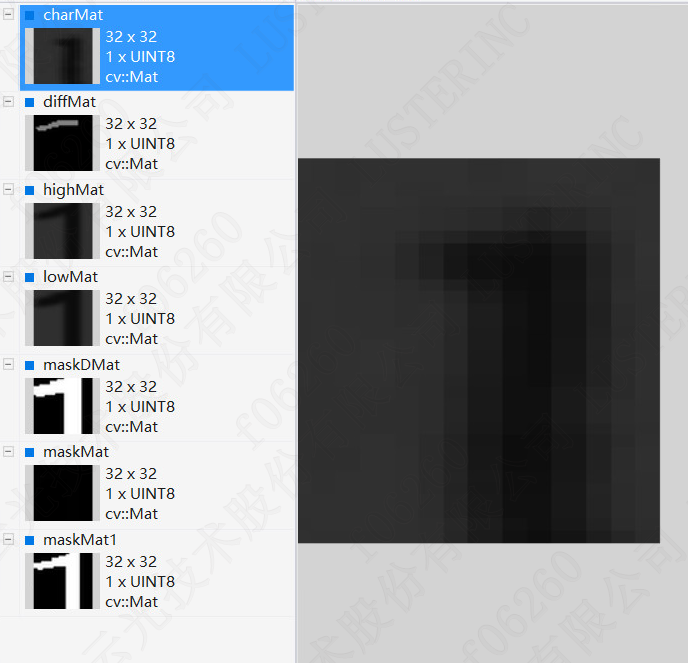 charMat
32 x 32
1 x UINT8
cv::Mat
diffMat
32 x 32
1 x UINT8
cv::Mat
highMat
32 x 32
1 x UINT8
cv::Mat
lowMat
32 x 32
1 x UINT8
cv::Mat
maskDMat
32 x 32
1 x UINT8
cv::Mat
maskMat
32 x 32
1 x UINT8
cv::Mat
maskMat1
32 x 32
1 x UINT8
cv::Mat
LUSTERINC
f06260